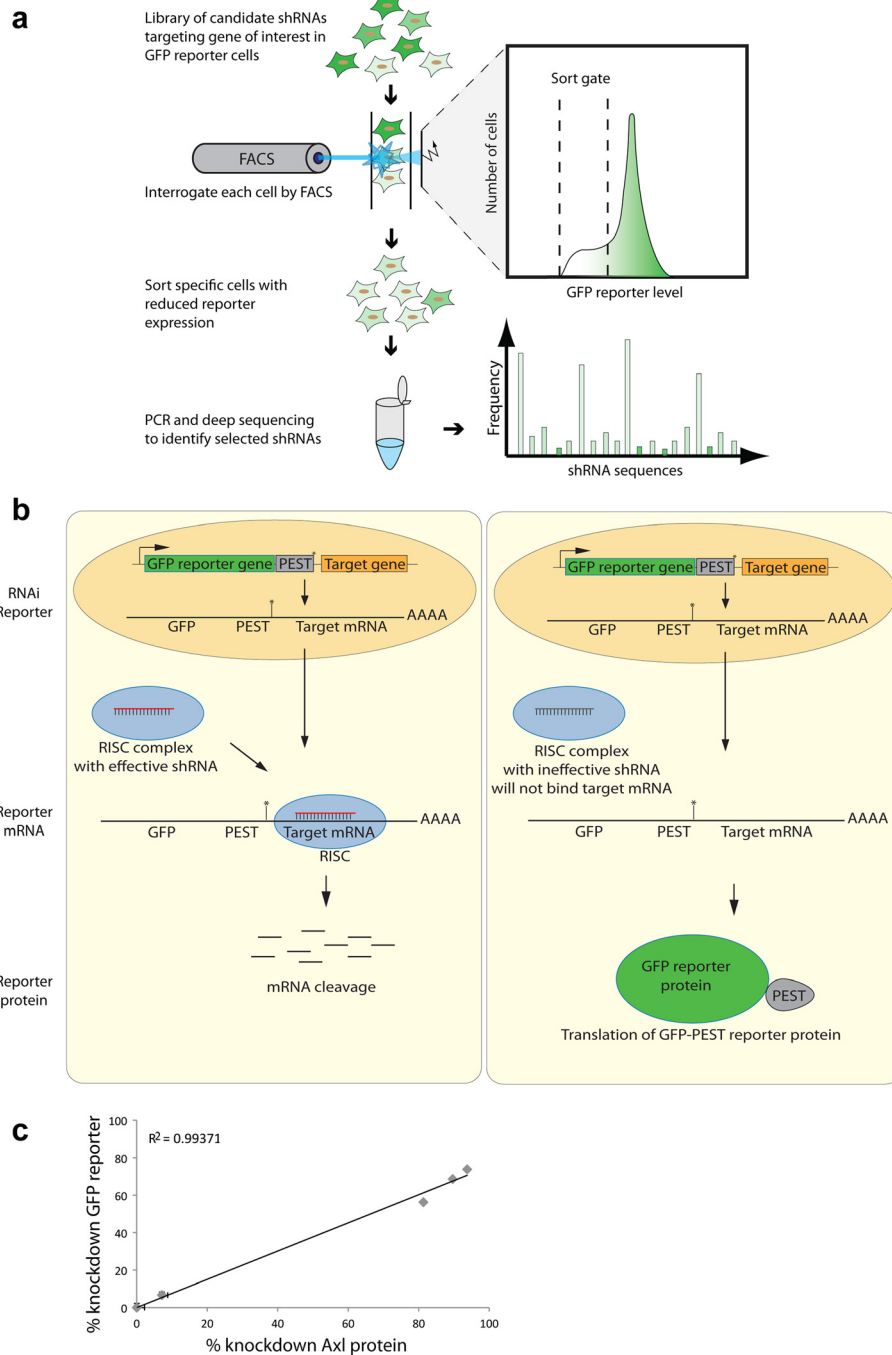 a
Library of candidate shRNAs
targeting gene of interest in
GFP reporter cells
FACS
Interrogate each cell by FACS
Sort gate
Number of cells
GFP reporter level
Sort specific cells with
reduced reporter
expression
PCR and deep sequencing
to identify selected shRNAs
Frequency
shRNA sequences
b
RNAi
Reporter
GFP reporter gene PEST * Target gene
*
GFP PEST Target mRNA AAAA
RISC complex
with effective shRNA
Reporter
mRNA
*
GFP PEST Target mRNA AAAA
RISC
Reporter
protein
mRNA cleavage
GFP reporter gene PEST * Target gene
*
GFP PEST Target mRNA AAAA
RISC complex
with ineffective shRNA
will not bind target mRNA
*
GFP PEST Target mRNA AAAA
GFP reporter
protein
PEST
Translation of GFP-PEST reporter protein
c
% knockdown GFP reporter
100
80
60
40
20
0
R² = 0.99371
0 20 40 60 80 100
% knockdown Axl protein